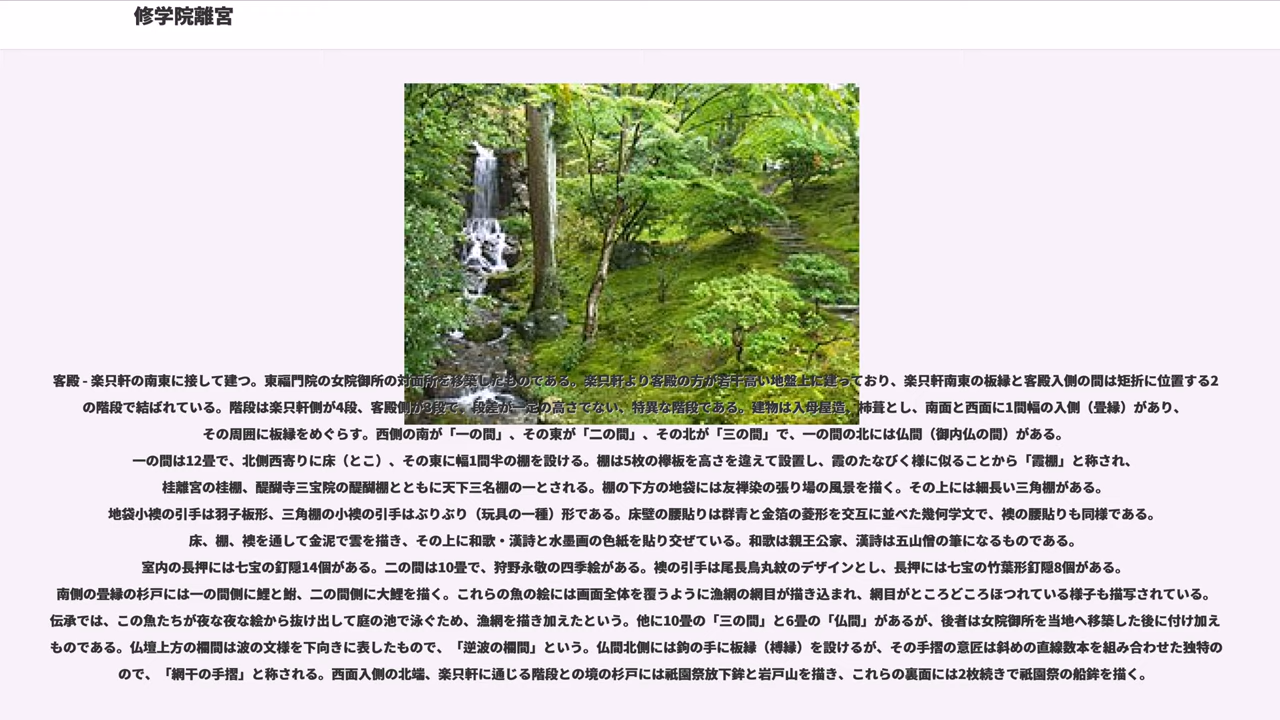 修学院離宮
客殿 - 楽只軒の南東に接して建つ。東福門院の女院御所の対面所を移築したものである。楽只軒より客殿の方が若干高い地盤上に建っており、楽只軒南東の板縁と客殿入側の間は矩折に位置する2
の階段で結ばれている。階段は楽只軒側が4段、客殿側が3段で、段差が一定の高さでない、特異な階段である。建物は入母屋造、杮葺とし、南面と西面に1間幅の入側（畳縁）があり、
その周囲に板縁をめぐらす。西側の南が「一の間」、その東が「二の間」、その北が「三の間」で、一の間の北には仏間（御内仏の間）がある。
一の間は12畳で、北側西寄りに床（とこ）、その東に幅1間半の棚を設ける。棚は5枚の欅板を高さを違えて設置し、霞のたなびく様に似ることから「霞棚」と称され、
桂離宮の桂棚、醍醐寺三宝院の醍醐棚とともに天下三名棚の一とされる。棚の下方の地袋には友禅染の張り場の風景を描く。その上には細長い三角棚がある。
地袋小襖の引手は羽子板形、三角棚の小襖の引手はぶりぶり（玩具の一種）形である。床壁の腰貼りは群青と金箔の菱形を交互に並べた幾何学文で、襖の腰貼りも同様である。
床、棚、襖を通して金泥で雲を描き、その上に和歌・漢詩と水墨画の色紙を貼り交ぜている。和歌は親王公家、漢詩は五山僧の筆になるものである。
室内の長押には七宝の釘隠14個がある。二の間は10畳で、狩野永敬の四季絵がある。襖の引手は尾長鳥丸紋のデザインとし、長押には七宝の竹葉形釘隠8個がある。
南側の畳縁の杉戸には一の間側に鯉と鮒、二の間側に大鯉を描く。これらの魚の絵には画面全体を覆うように漁網の網目が描き込まれ、網目がところどころほつれている様子も描写されている。
伝承では、この魚たちが夜な夜な絵から抜け出して庭の池で泳ぐため、漁網を描き加えたという。他に10畳の「三の間」と6畳の「仏間」があるが、後者は女院御所を当地へ移築した後に付け加え
ものである。仏壇上方の欄間は波の文様を下向きに表したもので、「逆波の欄間」という。仏間北側には鉤の手に板縁（榑縁）を設けるが、その手摺の意匠は斜めの直線数本を組み合わせた独特の
ので、「網干の手摺」と称される。西面入側の北端、楽只軒に通じる階段との境の杉戸には祇園祭放下鉾と岩戸山を描き、これらの裏面には2枚続きで祇園祭の船鉾を描く。